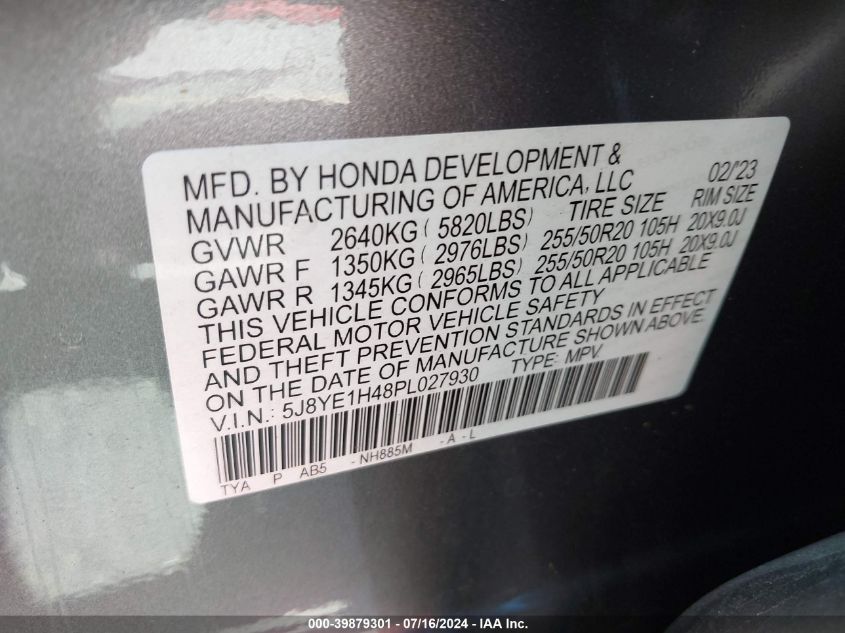 MFD. BY HONDA DEVELOPMENT & 02/'23
MANUFACTURING OF AMERICA, LLC
TIRE SIZE RIM SIZE
GVWR 2640KG ( 5820LBS)
GAWR F 1350KG ( 2976LBS) 255/50R20 105H 20X9.0J
GAWR R 1345KG ( 2965LBS) 255/50R20 105H 20X9.0J
THIS VEHICLE CONFORMS TO ALL APPLICABLE
FEDERAL MOTOR VEHICLE SAFETY
AND THEFT PREVENTION STANDARDS IN EFFECT
ON THE DATE OF MANUFACTURE SHOWN ABOVE.
V.I.N.: 5J8YE1H48PL027930 TYPE: MPV.
TYA P AB5 -NH885M -A-L
000-39879301 - 07/16/2024 - IAA Inc.